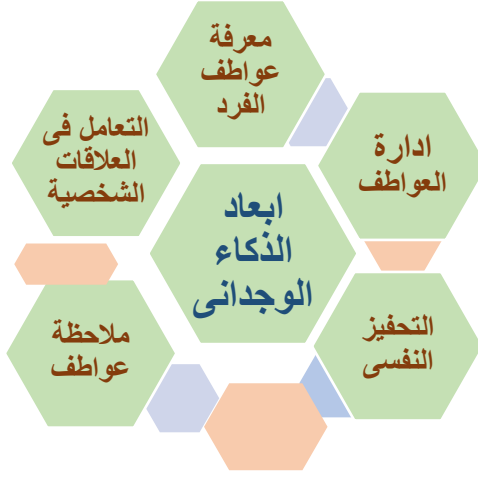 معرفة
عواطف
الفرد
ادارة
العواطف
التحفيز
النفسى
ملاحظة
عواطف
التعامل فى
العلاقات
الشخصية
ابعاد
الذكاء
الوجدانى